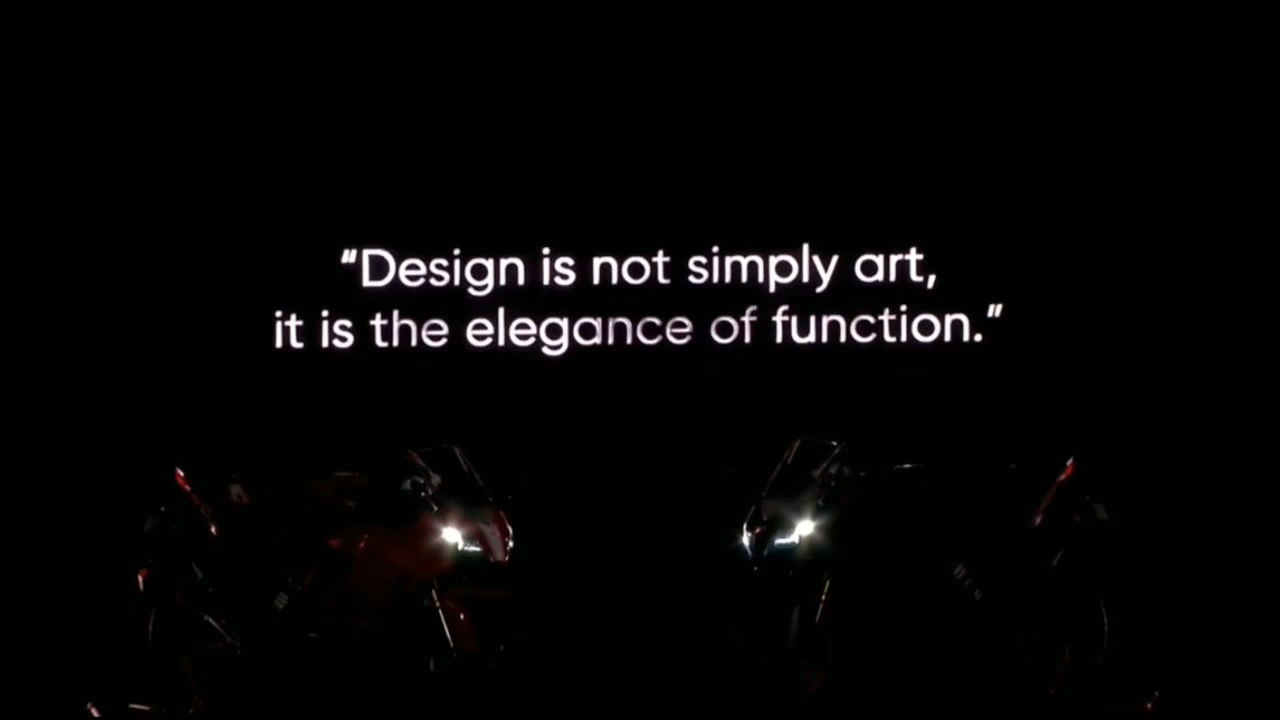 “Design is not simply art,
it is the elegance of function.”